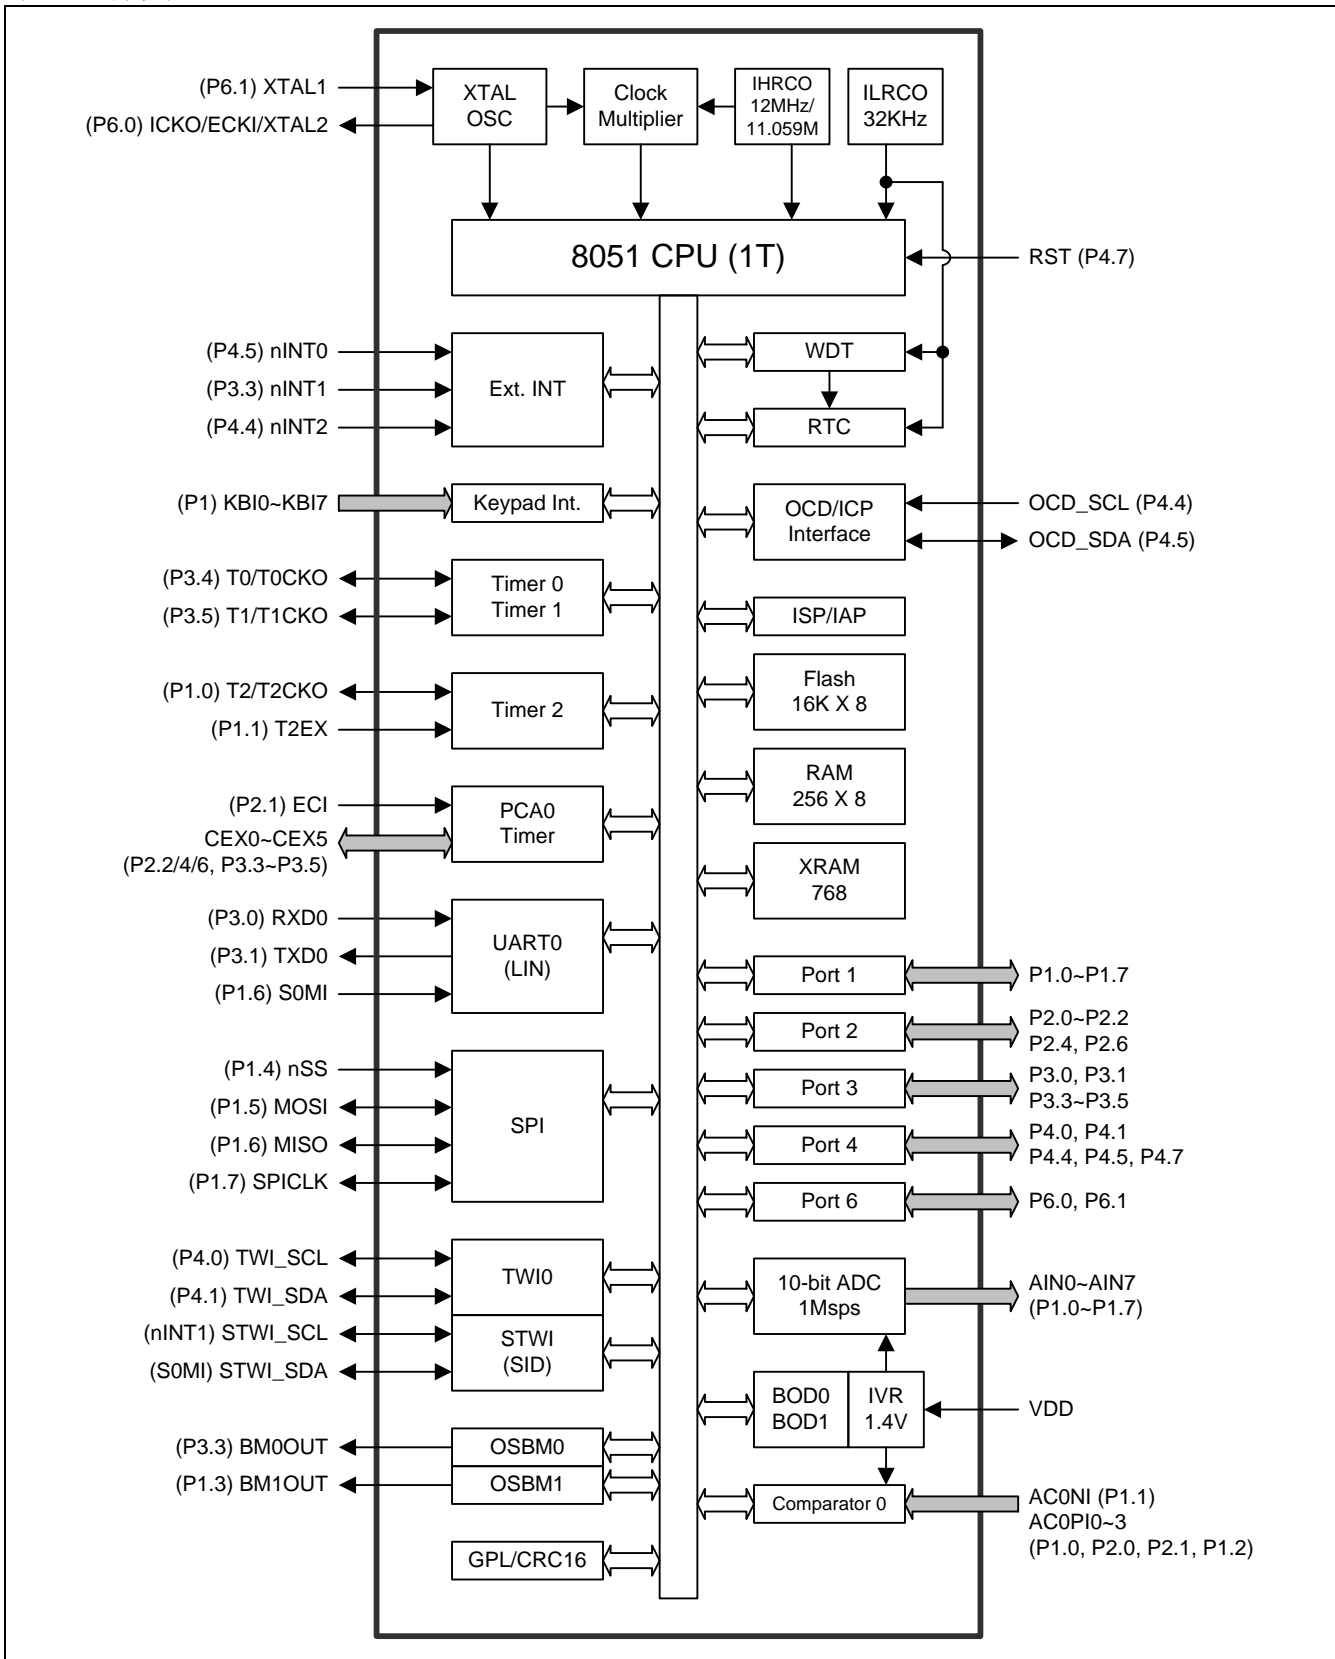 (P6.1) XTAL1
(P6.0) ICKO/ECKI/XTAL2
XTAL
OSC
Clock
Multiplier
IHRCO
12MHz/
11.059M
ILRCO
32KHz
8051 CPU (1T)
RST (P4.7)
(P4.5) nINT0
(P3.3) nINT1
(P4.4) nINT2
Ext. INT
WDT
RTC
(P1) KBI0~KBI7
Keypad Int.
OCD/ICP
Interface
OCD_SCL (P4.4)
OCD_SDA (P4.5)
(P3.4) T0/T0CKO
(P3.5) T1/T1CKO
Timer 0
Timer 1
ISP/IAP
(P1.0) T2/T2CKO
(P1.1) T2EX
Timer 2
Flash
16K X 8
RAM
256 X 8
(P2.1) ECI
CEX0~CEX5
(P2.2/4/6, P3.3~P3.5)
PCA0
Timer
XRAM
768
(P3.0) RXD0
(P3.1) TXD0
(P1.6) S0MI
UART0
(LIN)
Port 1
P1.0~P1.7
Port 2
P2.0~P2.2
P2.4, P2.6
Port 3
P3.0, P3.1
P3.3~P3.5
Port 4
P4.0, P4.1
P4.4, P4.5, P4.7
Port 6
P6.0, P6.1
(P1.4) nSS
(P1.5) MOSI
(P1.6) MISO
(P1.7) SPICLK
SPI
(P4.0) TWI_SCL
(P4.1) TWI_SDA
TWI0
(nINT1) STWI_SCL
(S0MI) STWI_SDA
STWI
(SID)
10-bit ADC
1Msps
AIN0~AIN7
(P1.0~P1.7)
BOD0
BOD1
IVR
1.4V
VDD
(P3.3) BM0OUT
(P1.3) BM1OUT
OSBM0
OSBM1
Comparator 0
AC0NI (P1.1)
AC0PI0~3
(P1.0, P2.0, P2.1, P1.2)
GPL/CRC16